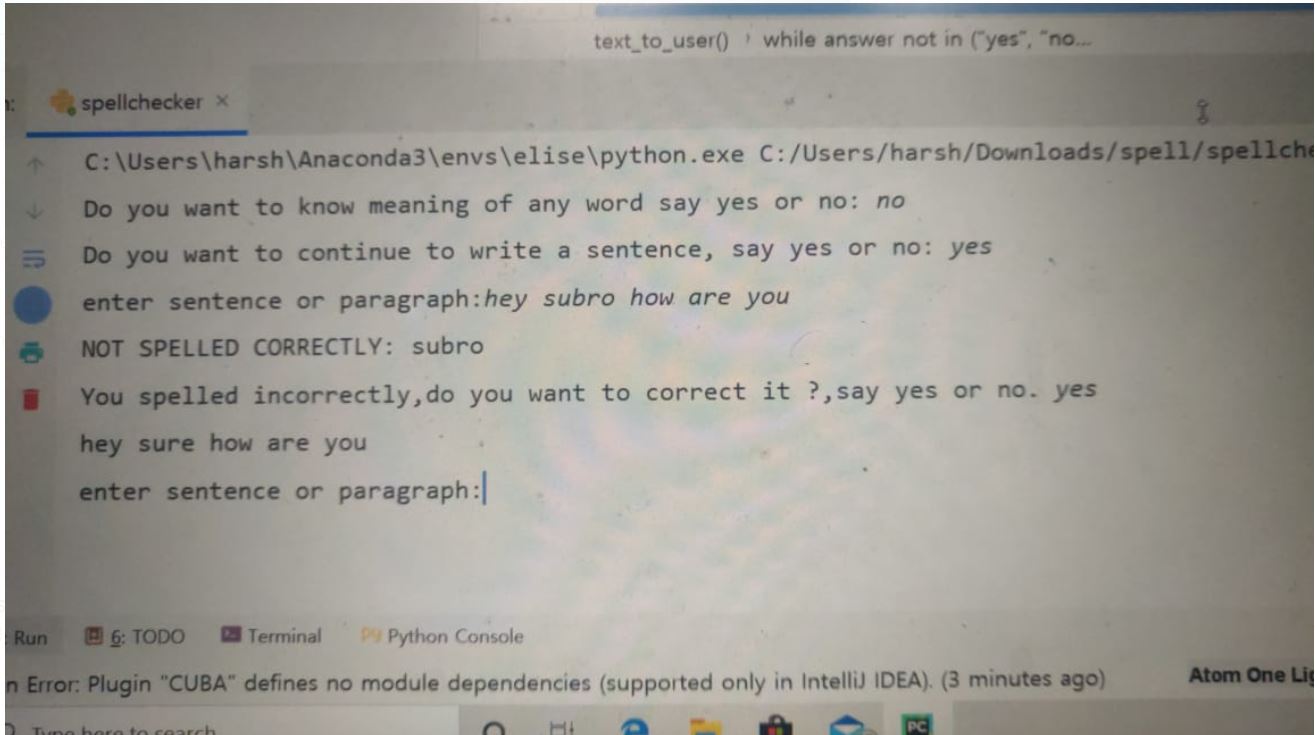 text_to_user() › while answer not in ("yes", "no...
spellchecker ×
C:\Users\harsh\Anaconda3\envs\elise\python.exe C:/Users/harsh/Downloads/spell/spellche
Do you want to know meaning of any word say yes or no: no
Do you want to continue to write a sentence, say yes or no: yes
enter sentence or paragraph:hey subro how are you
NOT SPELLED CORRECTLY: subro
You spelled incorrectly,do you want to correct it ?,say yes or no. yes
hey sure how are you
enter sentence or paragraph:
Run 6: TODO Terminal Python Console
n Error: Plugin "CUBA" defines no module dependencies (supported only in IntelliJ IDEA). (3 minutes ago) Atom One Lig
Type here to search
PC